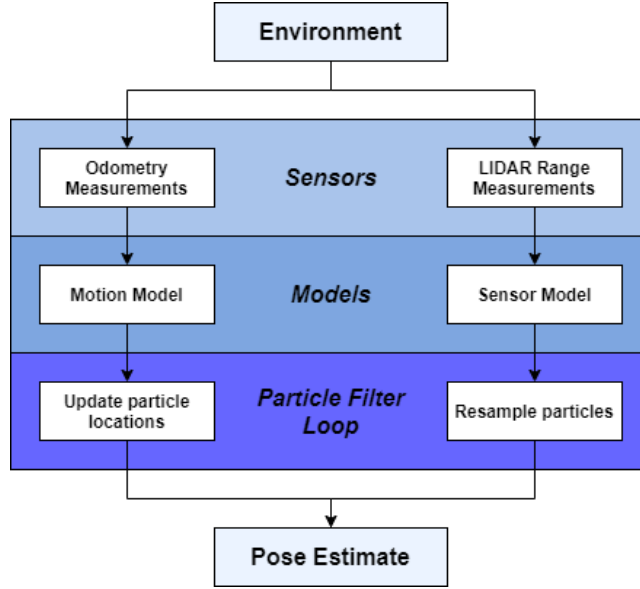 Environment
Odometry
Measurements
Sensors
LIDAR Range
Measurements
Motion Model
Models
Sensor Model
Update particle
locations
Particle Filter
Loop
Resample particles
Pose Estimate